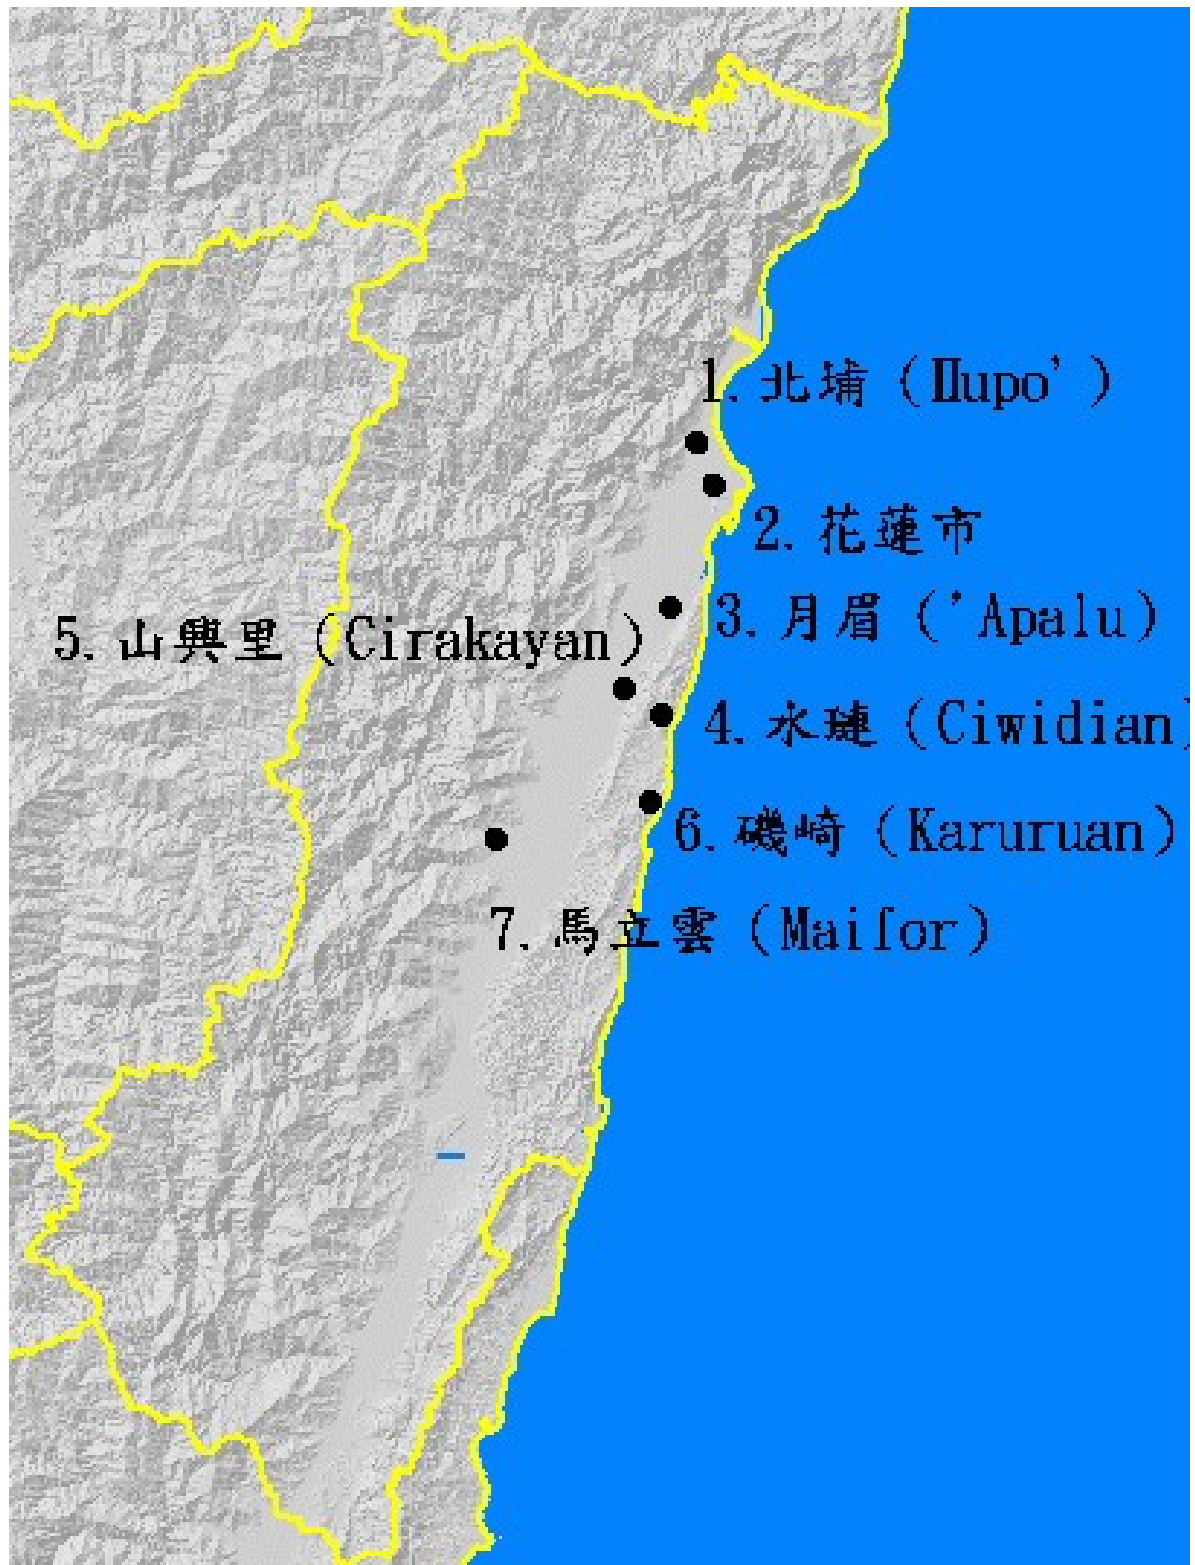 1. 北埔 (Hupo')
2. 花蓮市
3. 月眉 ('Apalu)
5. 山興里 (Cirakayan)
4. 水璉 (Ciwidian)
6. 磯崎 (Karuruan)
7. 馬立雲 (Maifor)